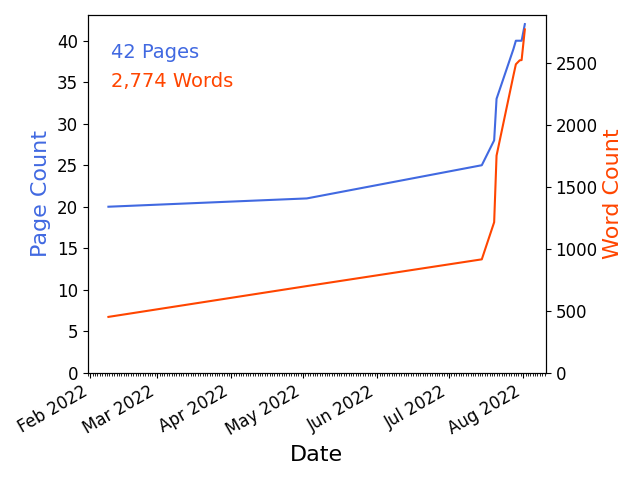 42 Pages
2,774 Words
Page Count
40
35
30
25
20
15
10
5
0
2500
2000
1500
1000
500
0
Word Count
Feb 2022
Mar 2022
Apr 2022
May 2022
Jun 2022
Jul 2022
Aug 2022
Date